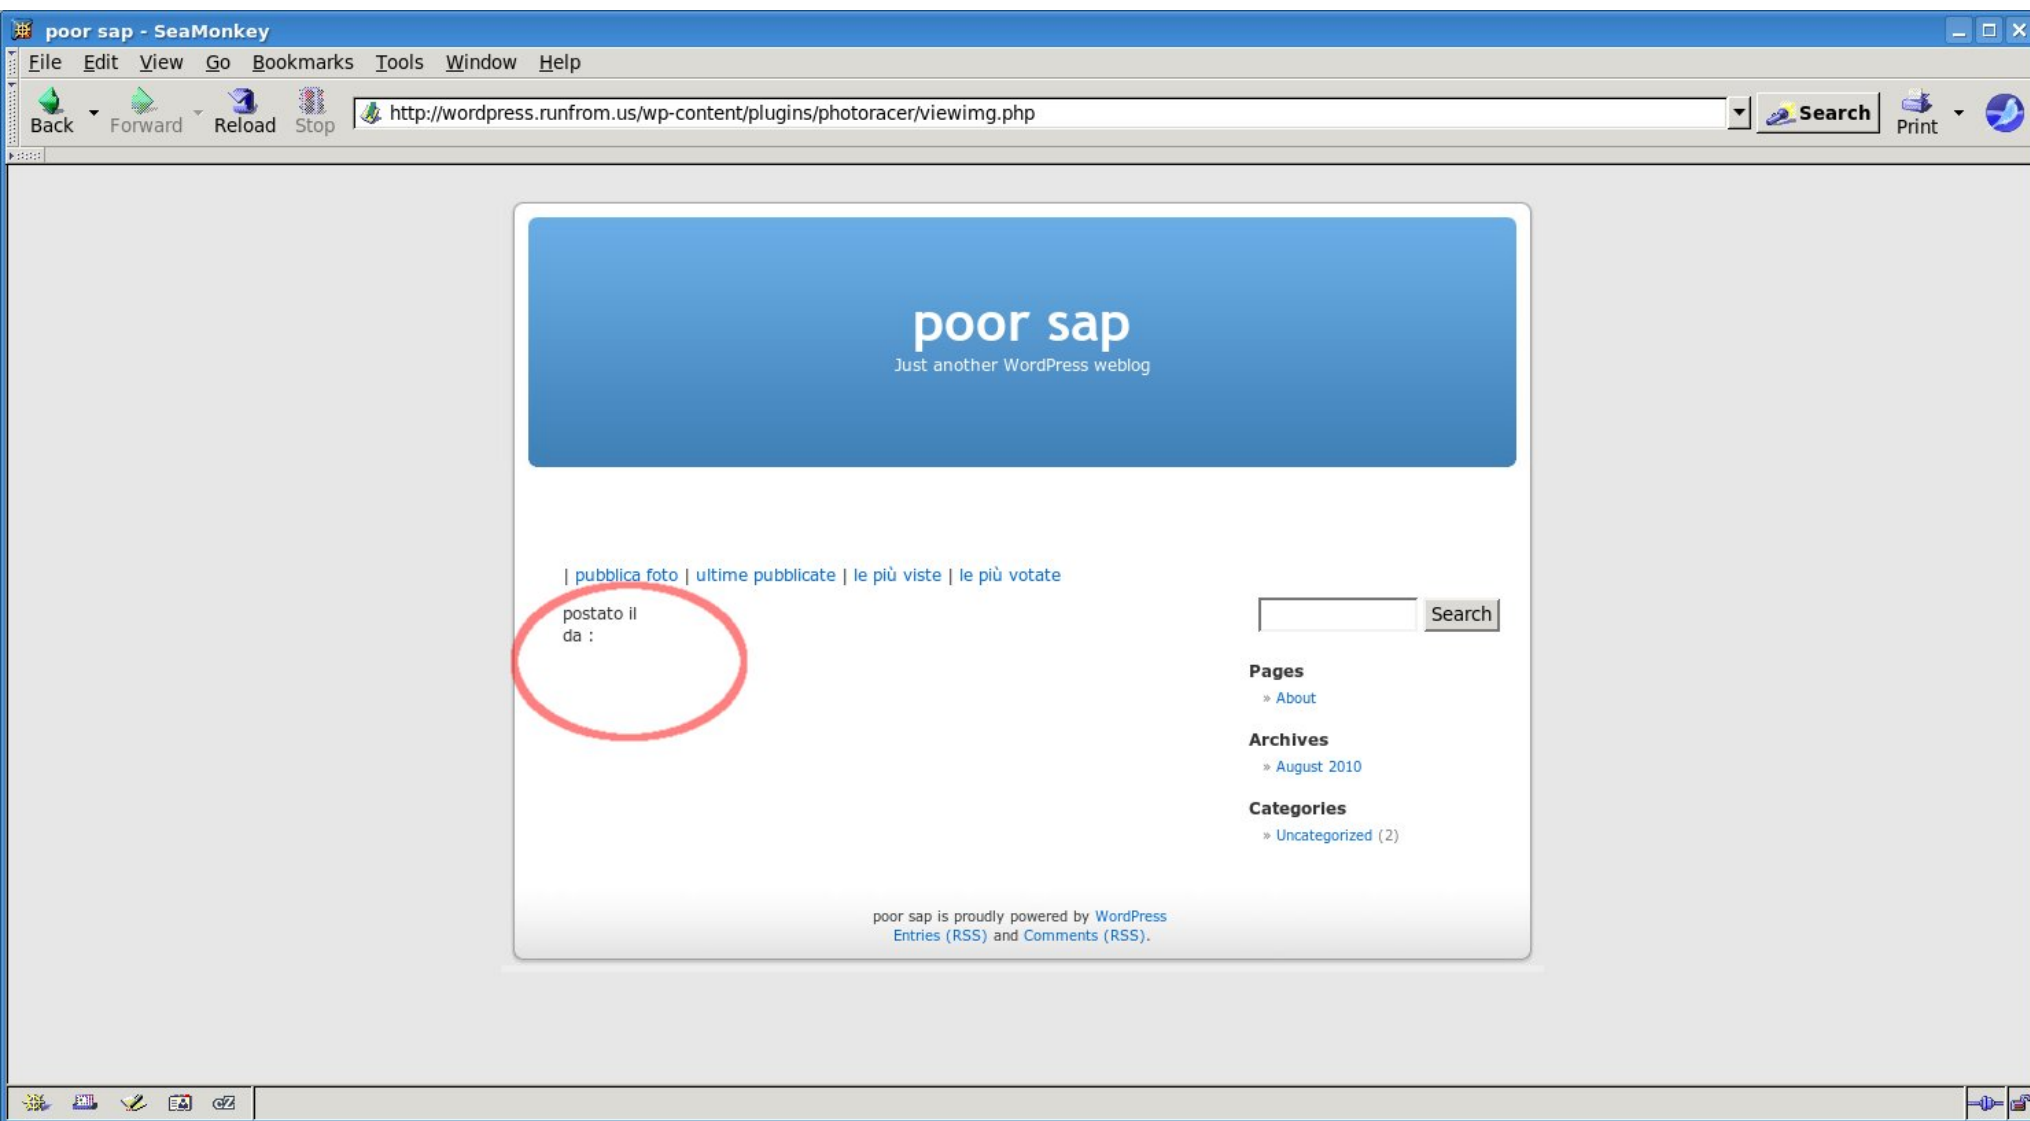 poor sap - SeaMonkey
File Edit View Go Bookmarks Tools Window Help
Back Forward Reload Stop http://wordpress.runfrom.us/wp-content/plugins/photoracer/viewimg.php Search Print
poor sap
Just another WordPress weblog
| pubblica foto | ultime pubblicate | le più viste | le più votate
postato il
da :
Search
Pages
» About
Archives
» August 2010
Categories
» Uncategorized (2)
poor sap is proudly powered by WordPress
Entries (RSS) and Comments (RSS).
cZ